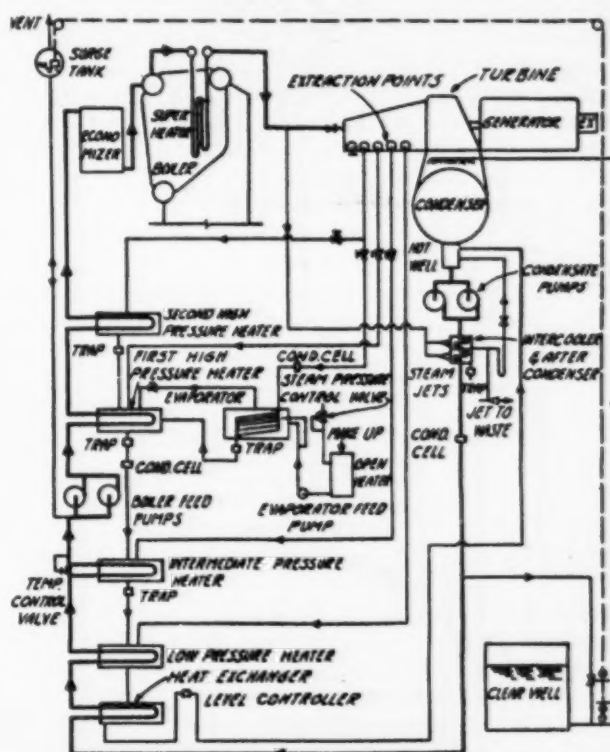 VENT
SURGE
TANK
ECONO
MIZER
SUPER
HEATER
BOILER
EXTRACTION
POINTS
TURBINE
GENERATOR
EX
CONDENSER
HOT
WELL
CONDENSATE
PUMPS
INTERCOOLER
& AFTER
CONDENSER
STEAM
JETS
TRAP
JET TO
WASTE
COND.
CELL
SECOND HIGH
PRESSURE HEATER
TRAP
FIRST HIGH
PRESSURE HEATER
EVAPORATOR
COND. CELL
STEAM PRESSURE
CONTROL VALVE
MAKE UP
TRAP
OPEN
HEATER
EVAPORATOR FEED
PUMP
TRAP
COND. CELL
BOILER FEED
PUMPS
INTERMEDIATE PRESSURE
HEATER
TRAP
TEMP.
CONTROL
VALVE
LOW PRESSURE HEATER
HEAT EXCHANGER
LEVEL CONTROLLER
CLEAR WELL